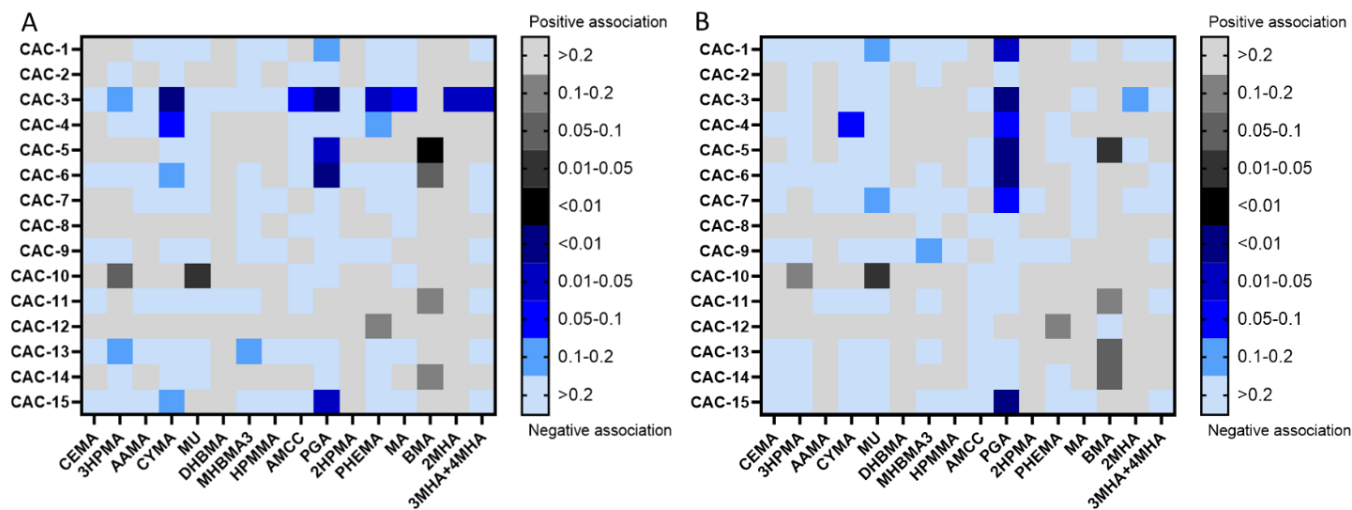 A
Positive association
CAC-1
CAC-2
CAC-3
CAC-4
CAC-5
CAC-6
CAC-7
CAC-8
CAC-9
CAC-10
CAC-11
CAC-12
CAC-13
CAC-14
CAC-15
CEMA
3HPMA
AAMA
CYMA
MU
DHBMA
MHBMA3
HPMMA
AMCC
PGA
2HPMA
PHEMA
MA
BMA
2MHA
3MHA+4MHA
>0.2
0.1-0.2
0.05-0.1
0.01-0.05
<0.01
<0.01
0.01-0.05
0.05-0.1
0.1-0.2
>0.2
Negative association
B
Positive association
CAC-1
CAC-2
CAC-3
CAC-4
CAC-5
CAC-6
CAC-7
CAC-8
CAC-9
CAC-10
CAC-11
CAC-12
CAC-13
CAC-14
CAC-15
CEMA
3HPMA
AAMA
CYMA
MU
DHBMA
MHBMA3
HPMMA
AMCC
PGA
2HPMA
PHEMA
MA
BMA
2MHA
3MHA+4MHA
>0.2
0.1-0.2
0.05-0.1
0.01-0.05
<0.01
<0.01
0.01-0.05
0.05-0.1
0.1-0.2
>0.2
Negative association